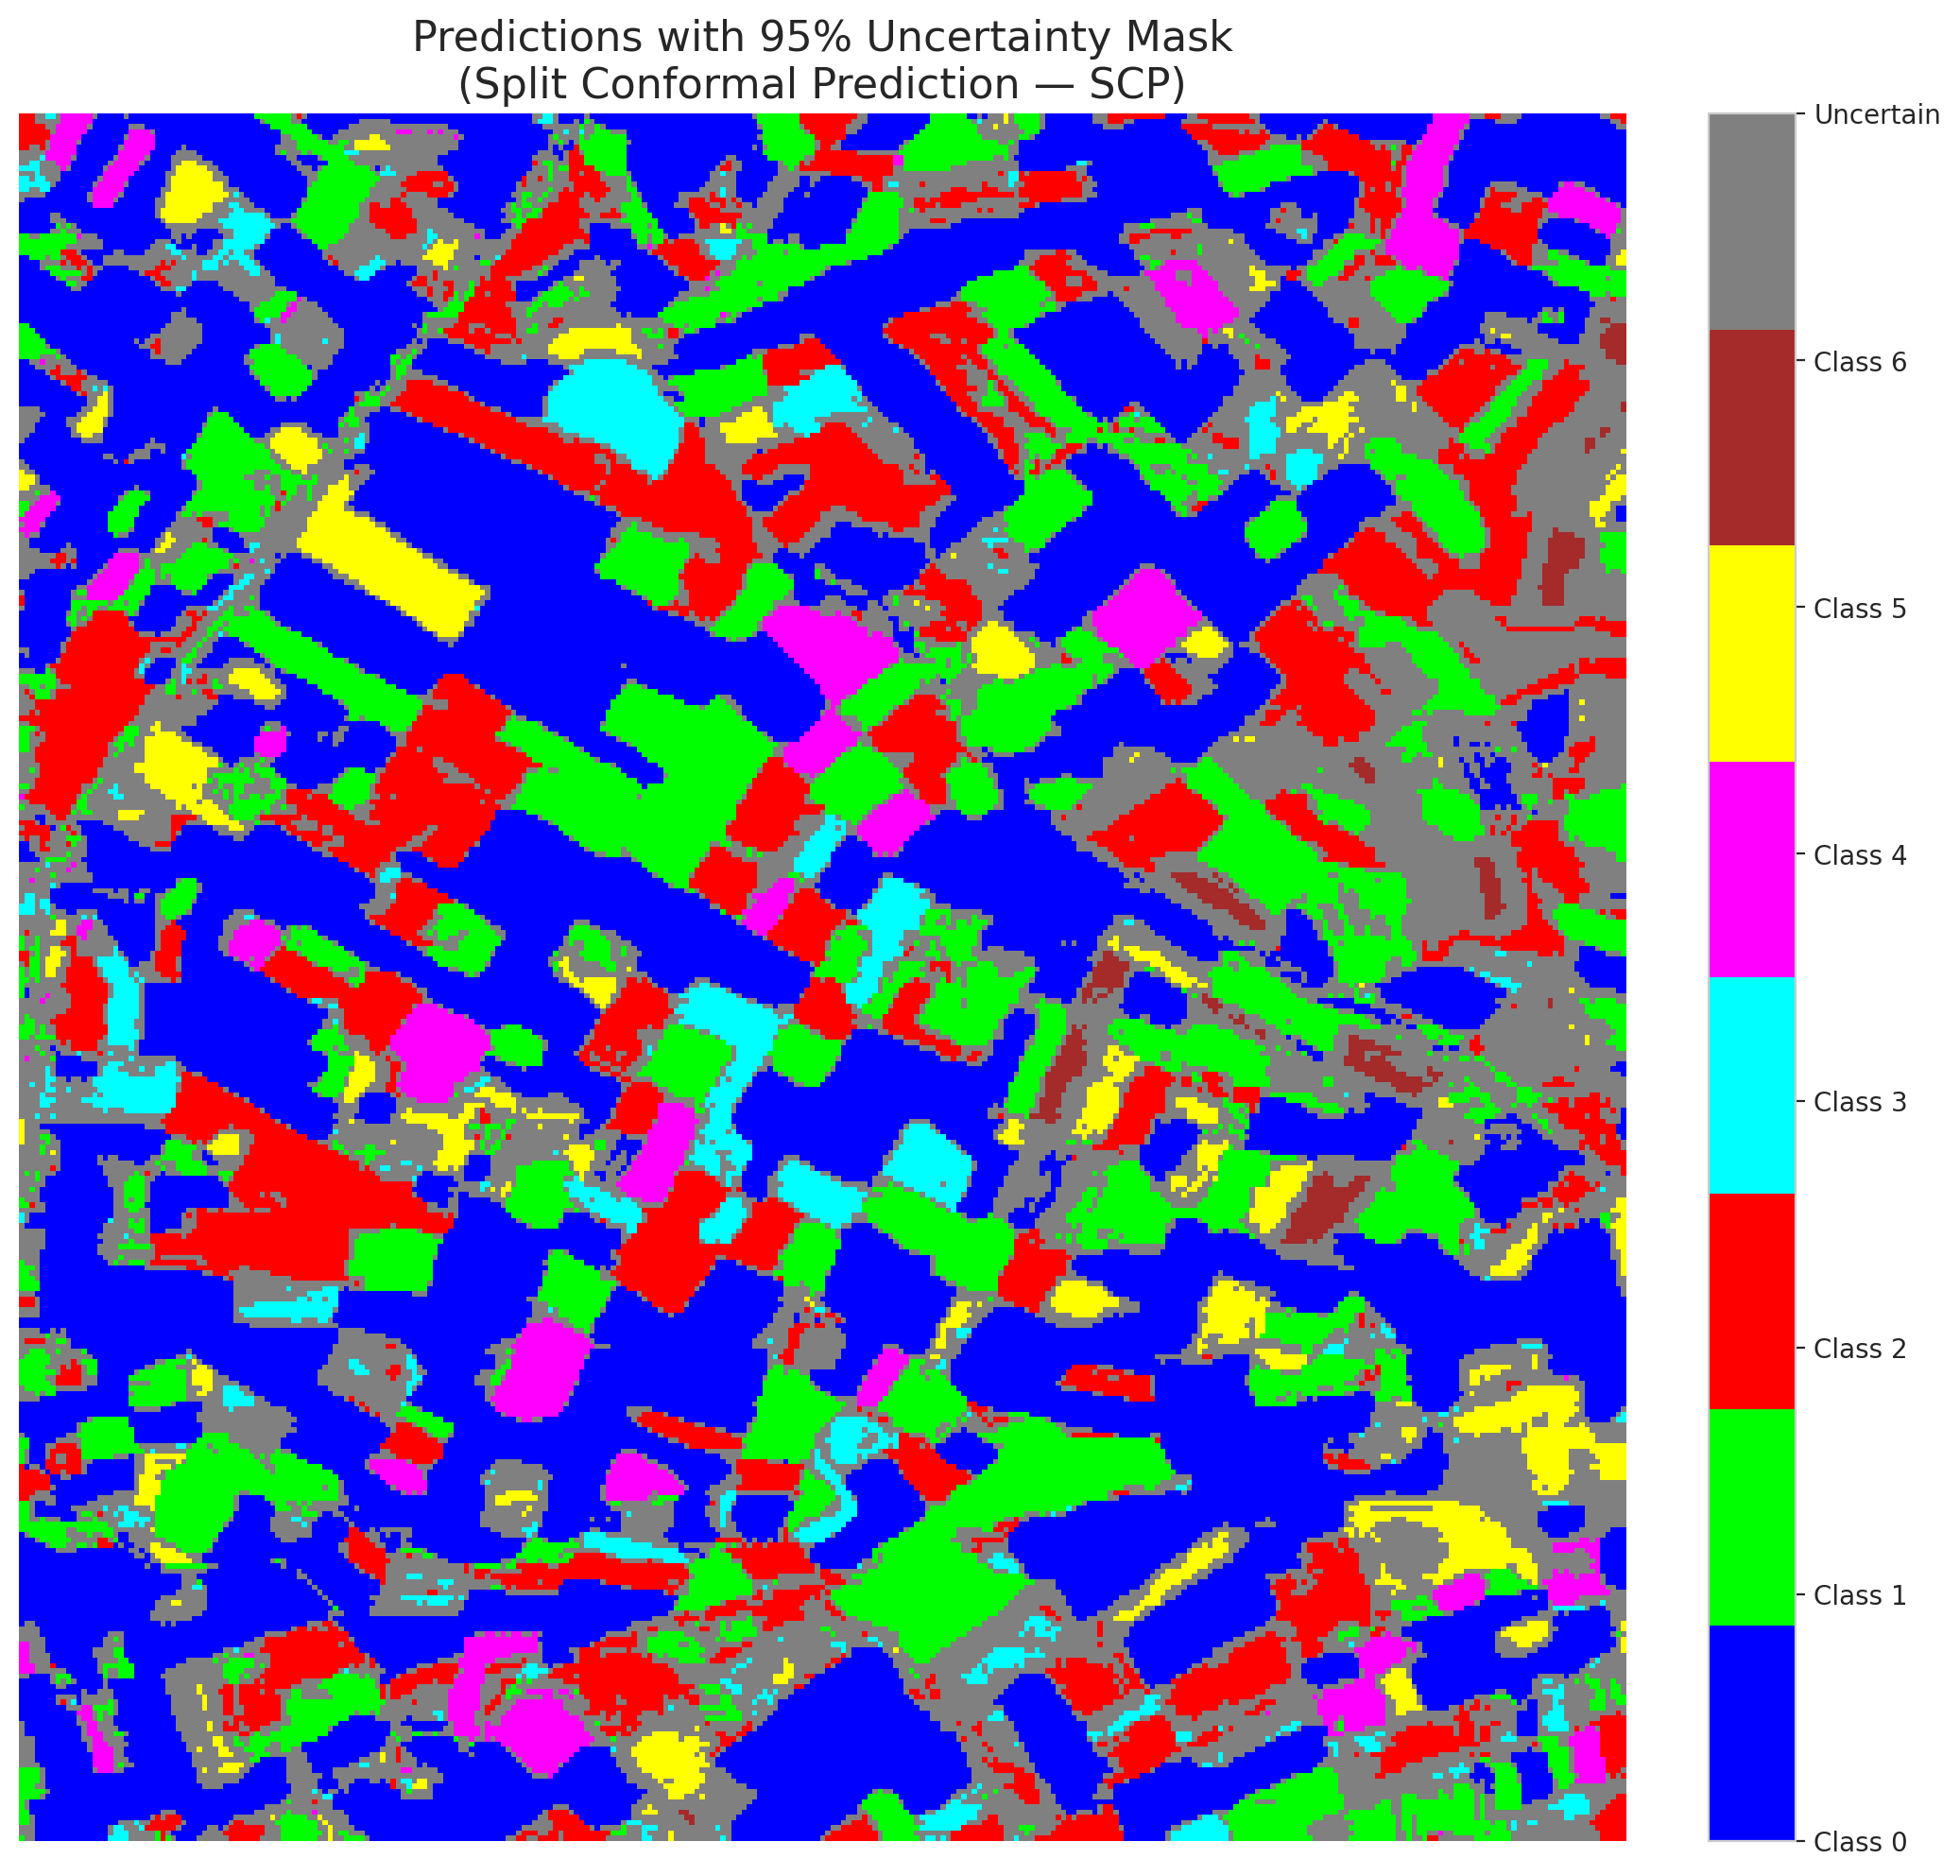 Predictions with 95% Uncertainty Mask
(Split Conformal Prediction — SCP)
Uncertain
Class 6
Class 5
Class 4
Class 3
Class 2
Class 1
Class 0